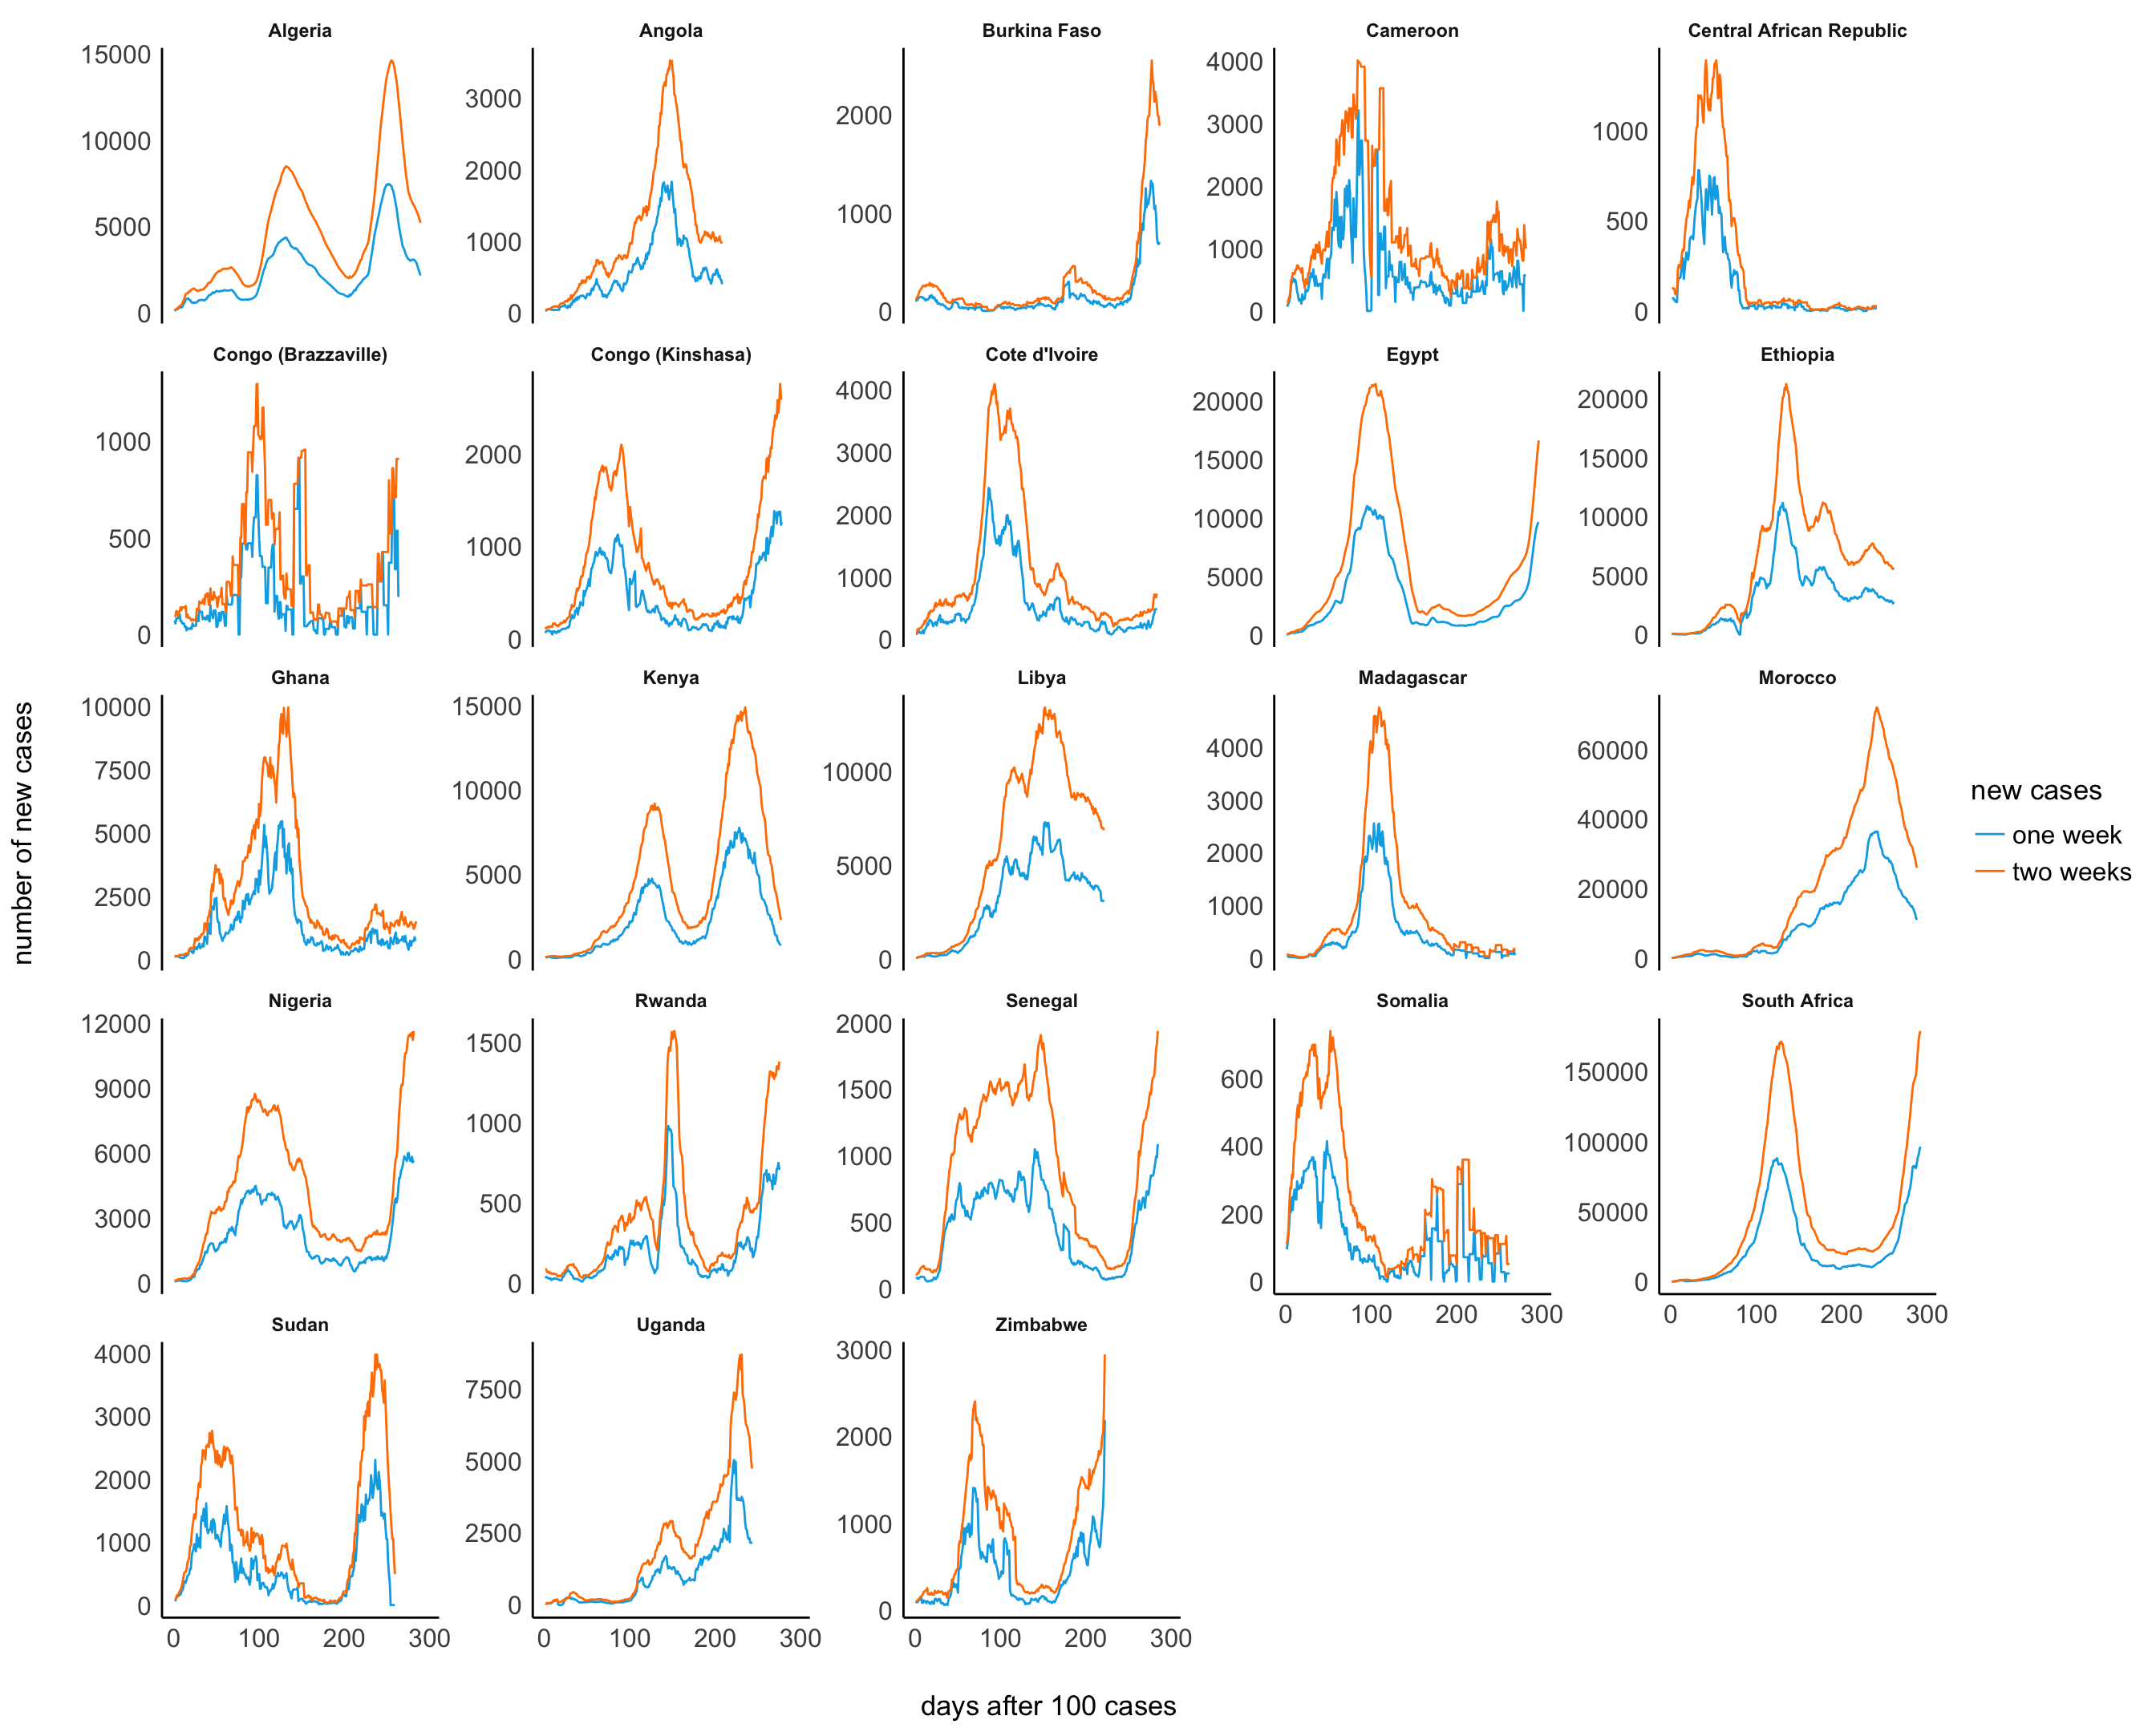 Algeria
Angola
Burkina Faso
Cameroon
Central African Republic
15000
10000
5000
0
3000
2000
1000
0
2000
1000
0
4000
3000
2000
1000
0
1000
500
0
Congo (Brazzaville)
Congo (Kinshasa)
Cote d'Ivoire
Egypt
Ethiopia
1000
500
0
2000
1000
0
4000
3000
2000
1000
0
20000
15000
10000
5000
0
20000
15000
10000
5000
0
Ghana
Kenya
Libya
Madagascar
Morocco
10000
7500
5000
2500
0
15000
10000
5000
0
10000
5000
0
4000
3000
2000
1000
0
60000
40000
20000
0
Nigeria
Rwanda
Senegal
Somalia
South Africa
12000
9000
6000
3000
0
1500
1000
500
0
2000
1500
1000
500
0
600
400
200
0
150000
100000
50000
0
0 100 200 300
0 100 200 300
Sudan
Uganda
Zimbabwe
4000
3000
2000
1000
0
7500
5000
2500
0
3000
2000
1000
0
0 100 200 300
0 100 200 300
0 100 200 300
number of new cases
days after 100 cases
new cases
one week
two weeks